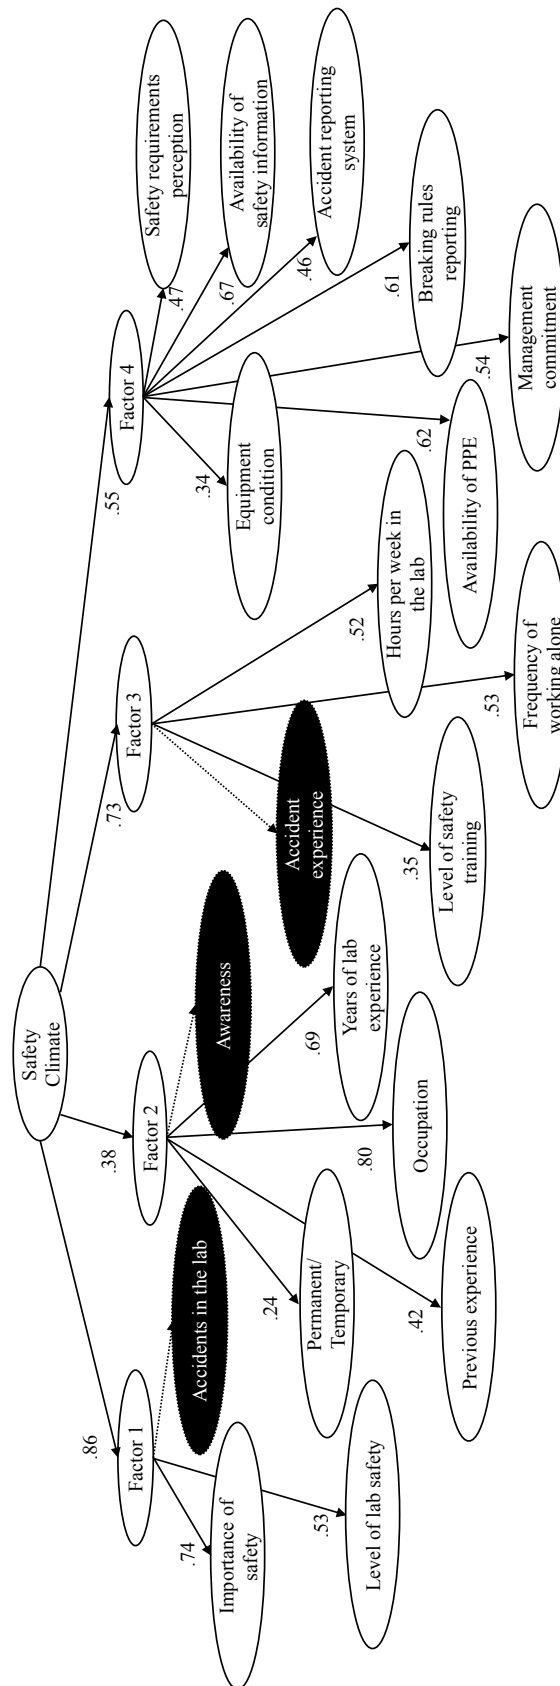 Safety
Climate
.86
.38
.73
.55
Factor 1
Factor 2
Factor 3
Factor 4
.74
Importance of
safety
.53
Level of lab safety
Accidents in the lab
.24
Permanent/
Temporary
.42
Previous experience
.80
Occupation
.69
Years of lab
experience
Awareness
Accident
experience
.35
Level of safety
training
.53
Frequency of
working alone
.52
Hours per week in
the lab
.34
Equipment
condition
.62
Availability of PPE
.54
Management
commitment
.61
Breaking rules
reporting
.46
Accident reporting
system
.67
Availability of
safety information
.47
Safety requirements
perception